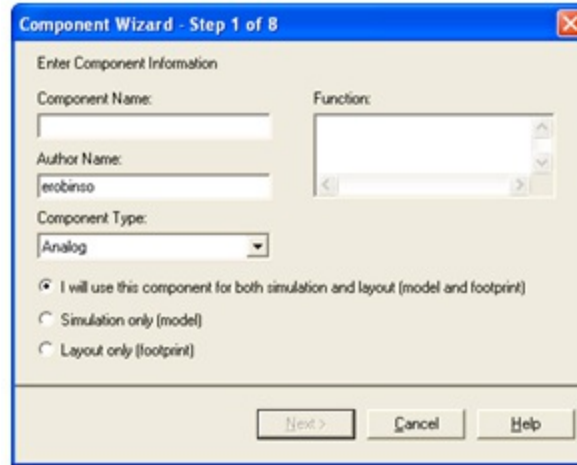 Component Wizard - Step 1 of 8
Enter Component Information
Component Name:
Function:
Author Name:
erobinso
Component Type:
Analog
I will use this component for both simulation and layout (model and footprint)
Simulation only (model)
Layout only (footprint)
Next >
Cancel
Help